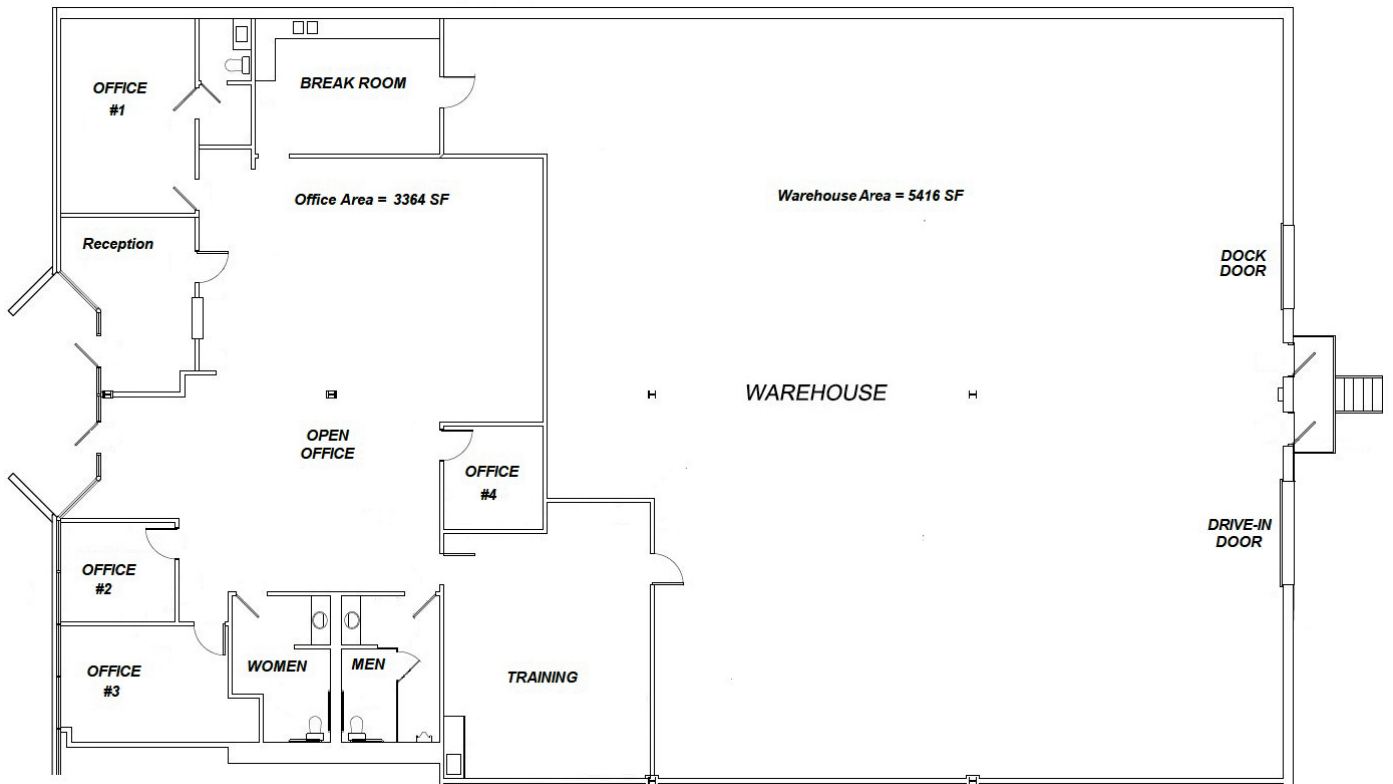 OFFICE
#1
BREAK ROOM
Office Area = 3364 SF
Warehouse Area = 5416 SF
Reception
DOCK
DOOR
WAREHOUSE
OPEN
OFFICE
OFFICE
#4
DRIVE-IN
DOOR
OFFICE
#2
OFFICE
#3
WOMEN
MEN
TRAINING